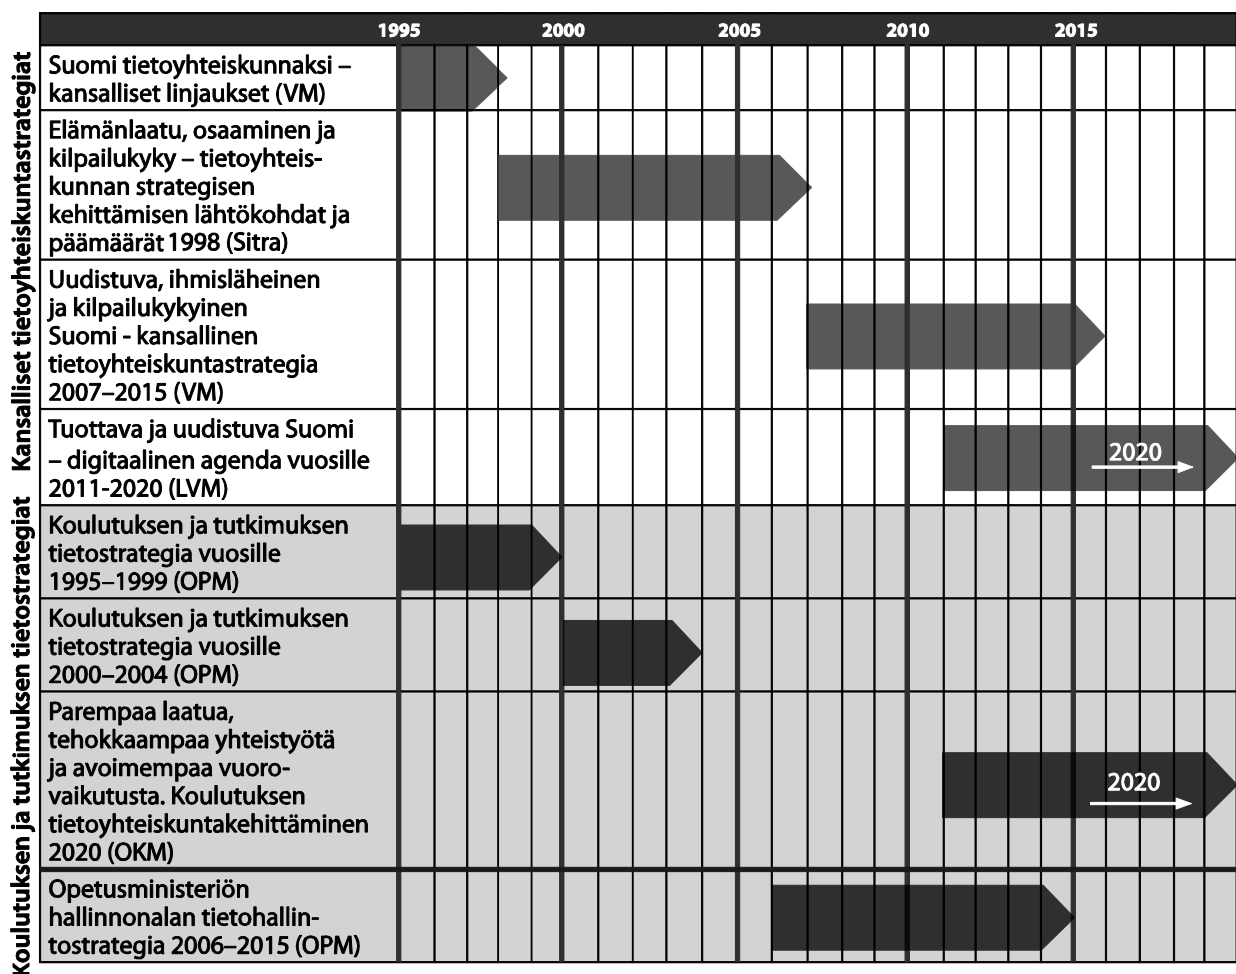 1995 2000 2005 2010 2015
Kansalliset tietoyhteiskuntastrategiat
Suomi tietoyhteiskunnaksi –
kansalliset linjaukset (VM)
Elämänlaatu, osaaminen ja
kilpailukyky – tietoyhteis-
kunnan strategisen
kehittämisen lähtökohdat ja
päämäärät 1998 (Sitra)
Uudistuva, ihmisläheinen
ja kilpailukykyinen
Suomi - kansallinen
tietoyhteiskuntastrategia
2007–2015 (VM)
Tuottava ja uudistuva Suomi
– digitaalinen agenda vuosille
2011-2020 (LVM)
2020
Koulutuksen ja tutkimuksen tietostrategiat
Koulutuksen ja tutkimuksen
tietostrategia vuosille
1995–1999 (OPM)
Koulutuksen ja tutkimuksen
tietostrategia vuosille
2000–2004 (OPM)
Parempaa laatua,
tehokkaampaa yhteistyötä
ja avoimempaa vuoro-
vaikutusta. Koulutuksen
tietoyhteiskuntakehittäminen
2020 (OKM)
2020
Opetusministeriön
hallinnonalan tietohallin-
tostrategia 2006–2015 (OPM)